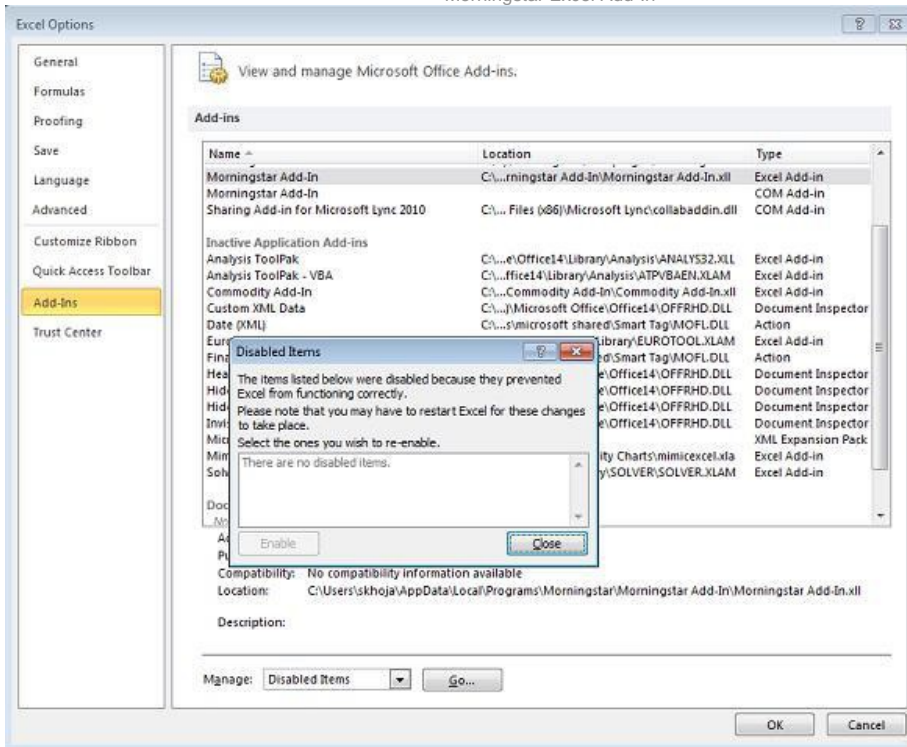 Morningstar Excel Add-In
Excel Options
General
Formulas
Proofing
Save
Language
Advanced
Customize Ribbon
Quick Access Toolbar
Add-Ins
Trust Center
View and manage Microsoft Office Add-ins.
Add-ins
Name Location Type
Morningstar Add-In C:\...rningstar Add-In\Morningstar Add-In.xll Excel Add-in
Morningstar Add-In COM Add-in
Sharing Add-in for Microsoft Lync 2010 C:\... Files (x86)\Microsoft Lync\collabaddin.dll COM Add-in
Inactive Application Add-ins
Analysis ToolPak C:\...e\Office14\Library\Analysis\ANALYS32.XLL Excel Add-in
Analysis ToolPak - VBA C:\...ffice14\Library\Analysis\ATPVBAEN.XLAM Excel Add-in
Commodity Add-In C:\...Commodity Add-In\Commodity Add-In.xll Excel Add-in
Custom XML Data C:\...)\Microsoft Office\Office14\OFFRHD.DLL Document Inspector
Date (XML) C:\...s\microsoft shared\Smart Tag\MOFL.DLL Action
Euro ibrary\EUROTOOL.XLAM Excel Add-in
Fina ed\Smart Tag\MOFL.DLL Action
Hea e\Office14\OFFRHD.DLL Document Inspector
Hid e\Office14\OFFRHD.DLL Document Inspector
Hid e\Office14\OFFRHD.DLL Document Inspector
Invi e\Office14\OFFRHD.DLL Document Inspector
Micr XML Expansion Pack
Mim ity Charts\mimicexcel.xla Excel Add-in
Solv y\SOLVER\SOLVER.XLAM Excel Add-in
Doc
Disabled Items
The items listed below were disabled because they prevented
Excel from functioning correctly.
Please note that you may have to restart Excel for these changes
to take place.
Select the ones you wish to re-enable.
There are no disabled items.
Enable Close
Compatibility: No compatibility information available
Location: C:\Users\skhoja\AppData\Local\Programs\Morningstar\Morningstar Add-In\Morningstar Add-In.xll
Description:
Manage: Disabled Items Go...
OK Cancel